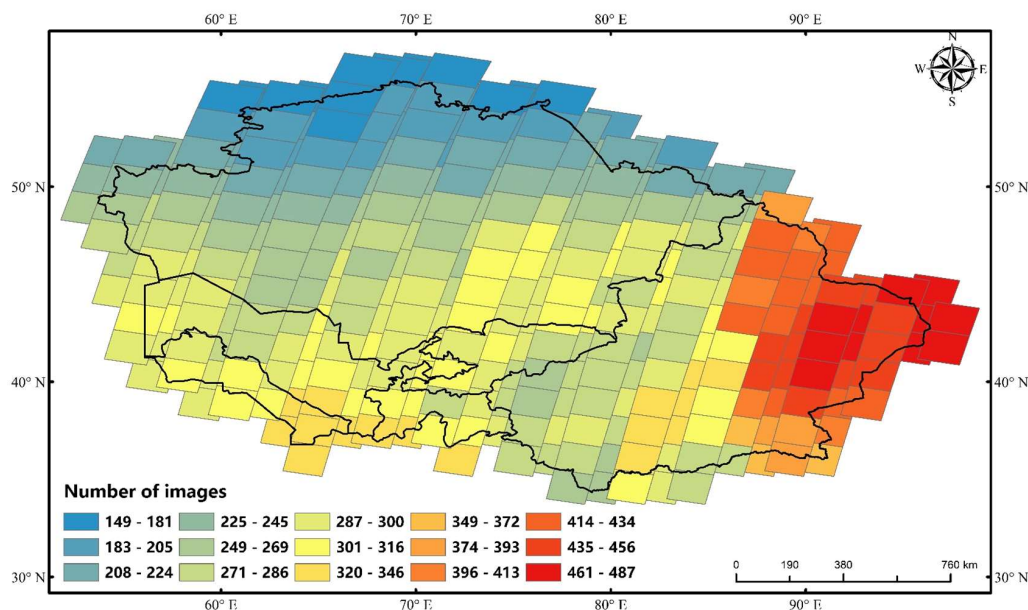 60° E 70° E 80° E 90° E
N
W E
S
50° N 50° N
40° N 40° N
Number of images
149 - 181 225 - 245 287 - 300 349 - 372 414 - 434
183 - 205 249 - 269 301 - 316 374 - 393 435 - 456
208 - 224 271 - 286 320 - 346 396 - 413 461 - 487
0 190 380 760 km
30° N 30° N
60° E 70° E 80° E 90° E